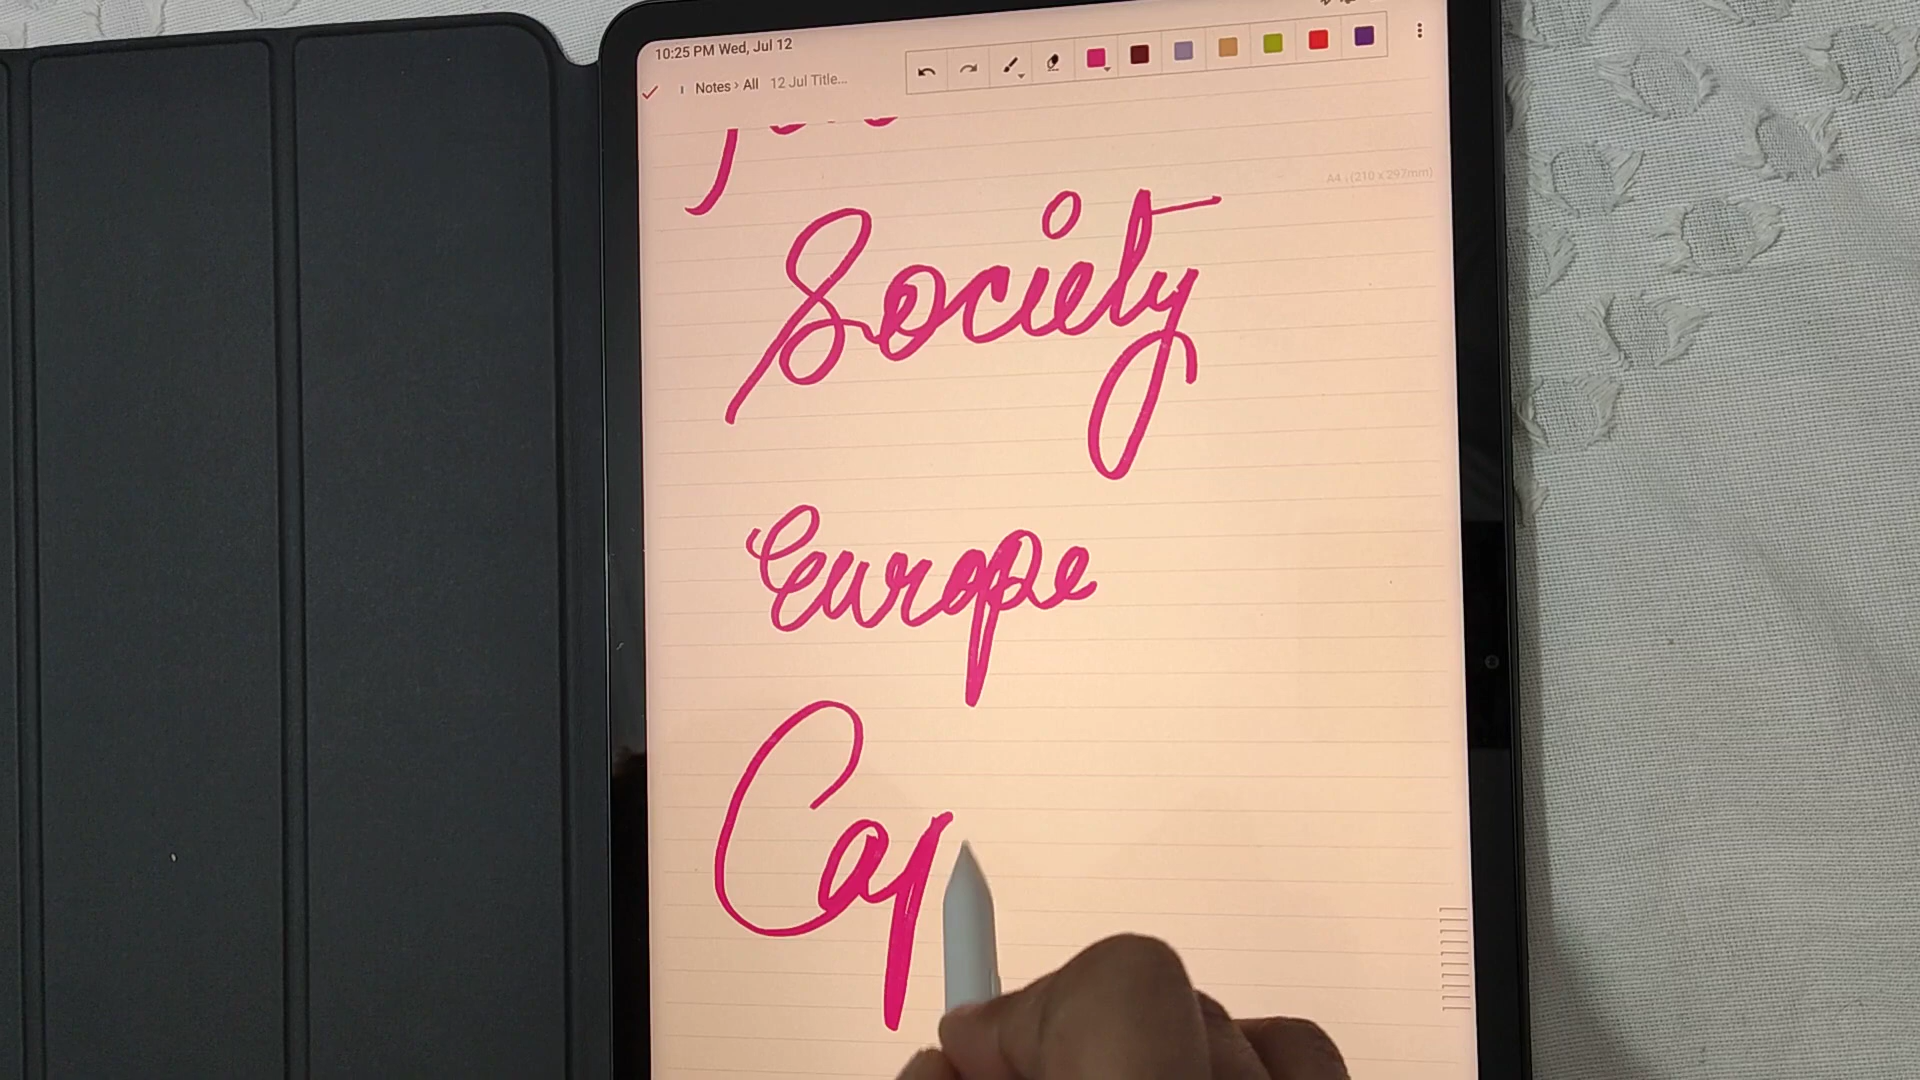 10:25 PM Wed, Jul 12
Notes › All 12 Jul Title...
A4 : (210 x 297mm)
Society
Europe
Cap